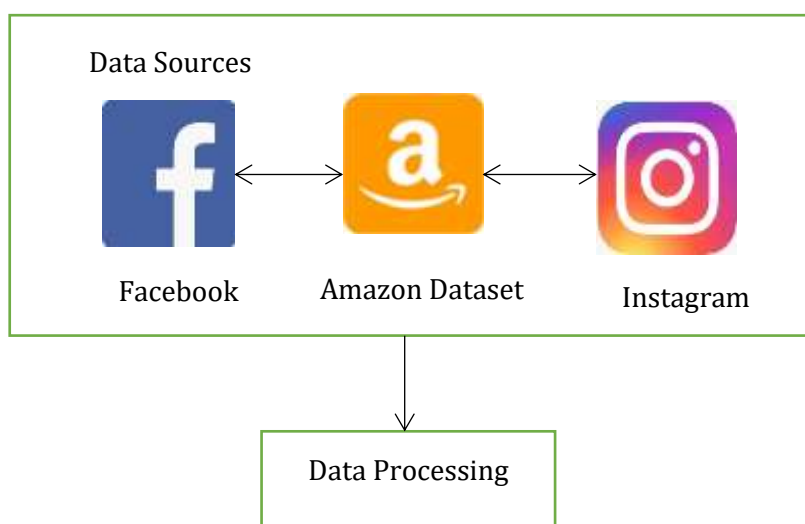 Data Sources
f
a
Facebook
Amazon Dataset
Instagram
Data Processing